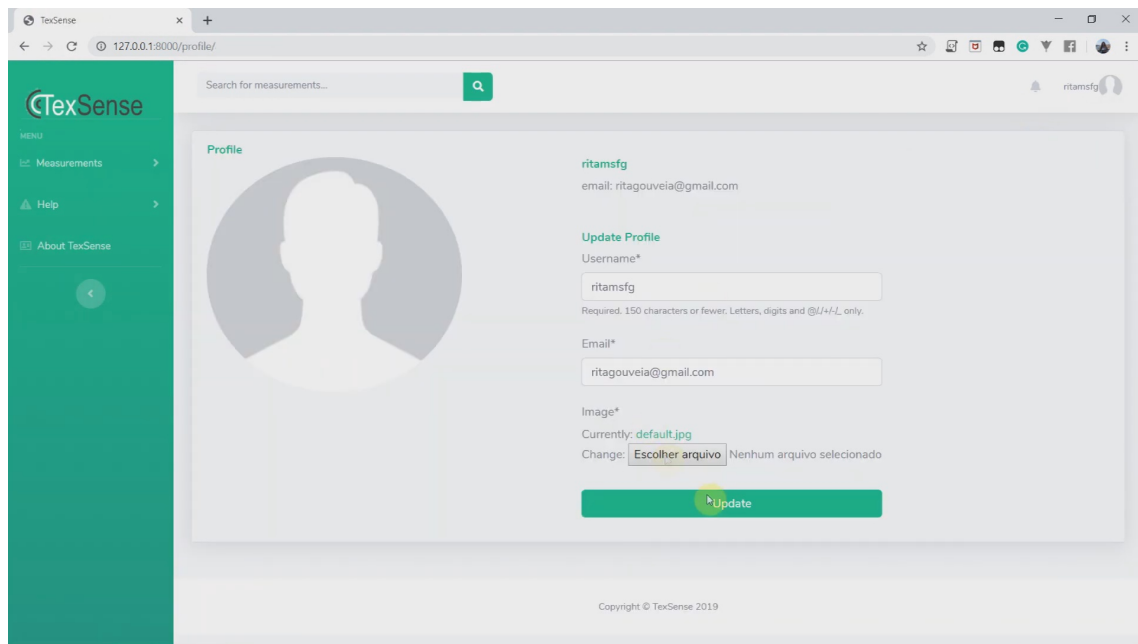 TexSense
127.0.0.1:8000/profile/
TexSense
Search for measurements...
ritamsfg
MENU
Measurements
Help
About TexSense
Profile
ritamsfg
email: ritagouveia@gmail.com
Update Profile
Username*
ritamsfg
Required. 150 characters or fewer. Letters, digits and @/./+/-/_ only.
Email*
ritagouveia@gmail.com
Image*
Currently: default.jpg
Change: Escolher arquivo Nenhum arquivo selecionado
Update
Copyright © TexSense 2019